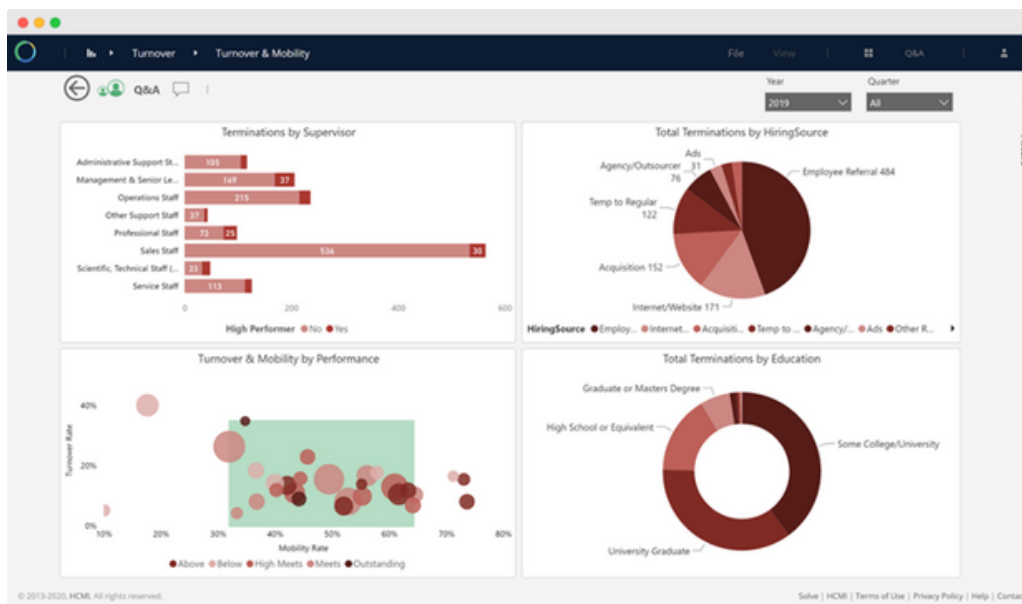 Turnover
Turnover & Mobility
File
View
Q&A
Q&A
Year
Quarter
2019
All
Terminations by Supervisor
Administrative Support St...
105
Management & Senior Le...
169
37
Operations Staff
215
Other Support Staff
37
Professional Staff
73
25
Sales Staff
534
30
Scientific, Technical Staff (...
33
Service Staff
113
0
200
400
600
High Performer
No
Yes
Total Terminations by HiringSource
Ads
31
Agency/Outsourcer
76
Employee Referral 484
Temp to Regular
122
Acquisition 152
Internet/Website 171
HiringSource
Employ...
Internet...
Acquisiti...
Temp to ...
Agency/...
Ads
Other R...
Turnover & Mobility by Performance
Turnover Rate
40%
20%
0%
10%
20%
30%
40%
50%
60%
70%
80%
Mobility Rate
Above
Below
High Meets
Meets
Outstanding
Total Terminations by Education
Graduate or Masters Degree
High School or Equivalent
Some College/University
University Graduate
© 2013-2020, HCMI. All rights reserved.
Solve | HCMI | Terms of Use | Privacy Policy | Help | Contac